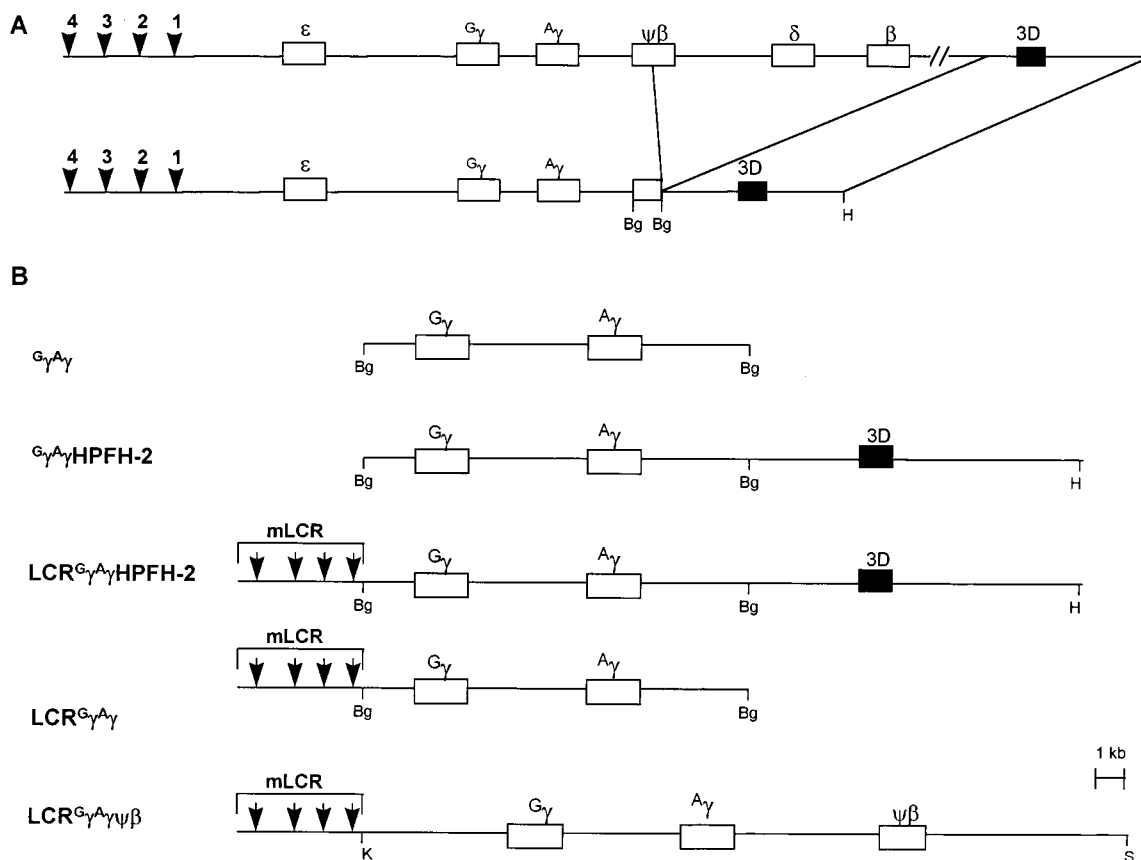 A
4 3 2 1 ε Gγ Aγ ψβ δ β // 3D
4 3 2 1 ε Gγ Aγ 3D
Bg Bg H
B
GγAγ Gγ Aγ
Bg Bg
GγAγHPFH-2 Gγ Aγ 3D
Bg Bg H
mLCR
LCRGγAγHPFH-2 Gγ Aγ 3D
Bg Bg H
mLCR
Gγ Aγ
LCRGγAγ Bg Bg
1 kb
mLCR
LCRGγAγψβ Gγ Aγ ψβ
K S